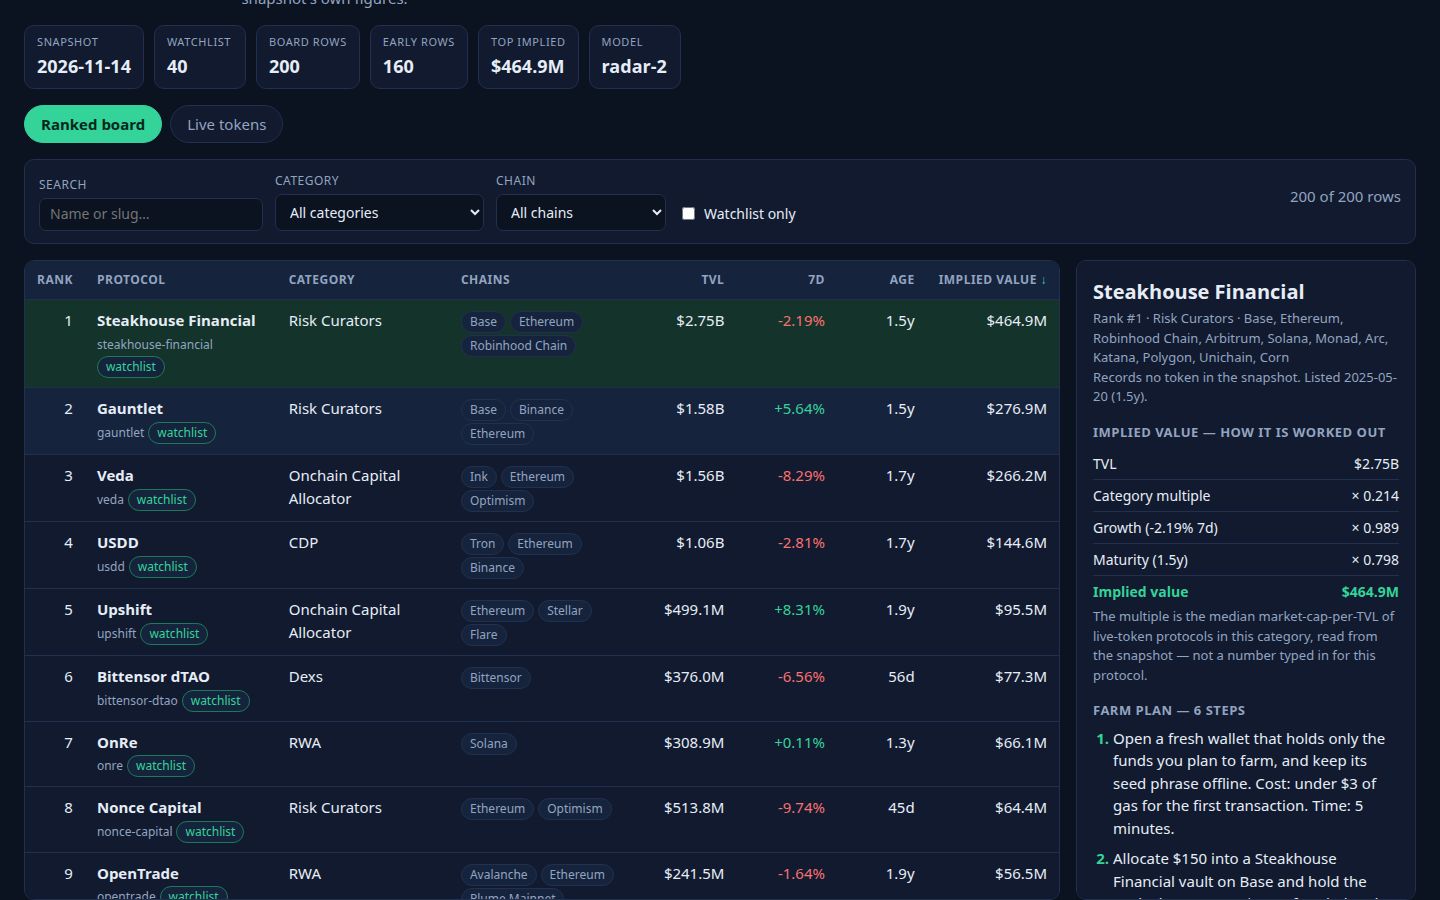 snapshot's own figures.
SNAPSHOT
2026-11-14
WATCHLIST
40
BOARD ROWS
200
EARLY ROWS
160
TOP IMPLIED
$464.9M
MODEL
radar-2
Ranked board
Live tokens
SEARCH
Name or slug...
CATEGORY
All categories
CHAIN
All chains
Watchlist only
200 of 200 rows
RANK PROTOCOL CATEGORY CHAINS TVL 7D AGE IMPLIED VALUE ↓
1 Steakhouse Financial Risk Curators Base Ethereum $2.75B -2.19% 1.5y $464.9M
steakhouse-financial Robinhood Chain
watchlist
2 Gauntlet Risk Curators Base Binance $1.58B +5.64% 1.5y $276.9M
gauntlet watchlist Ethereum
3 Veda Onchain Capital Ink Ethereum $1.56B -8.29% 1.7y $266.2M
veda watchlist Allocator Optimism
4 USDD CDP Tron Ethereum $1.06B -2.81% 1.7y $144.6M
usdd watchlist Binance
5 Upshift Onchain Capital Ethereum Stellar $499.1M +8.31% 1.9y $95.5M
upshift watchlist Allocator Flare
6 Bittensor dTAO Dexs Bittensor $376.0M -6.56% 56d $77.3M
bittensor-dtao watchlist
7 OnRe RWA Solana $308.9M +0.11% 1.3y $66.1M
onre watchlist
8 Nonce Capital Risk Curators Ethereum Optimism $513.8M -9.74% 45d $64.4M
nonce-capital watchlist
9 OpenTrade RWA Avalanche Ethereum $241.5M -1.64% 1.9y $56.5M
opentrade watchlist Plume Mainnet
Steakhouse Financial
Rank #1 · Risk Curators · Base, Ethereum,
Robinhood Chain, Arbitrum, Solana, Monad, Arc,
Katana, Polygon, Unichain, Corn
Records no token in the snapshot. Listed 2025-05-
20 (1.5y).
IMPLIED VALUE — HOW IT IS WORKED OUT
TVL $2.75B
Category multiple × 0.214
Growth (-2.19% 7d) × 0.989
Maturity (1.5y) × 0.798
Implied value $464.9M
The multiple is the median market-cap-per-TVL of
live-token protocols in this category, read from
the snapshot — not a number typed in for this
protocol.
FARM PLAN — 6 STEPS
1. Open a fresh wallet that holds only the
funds you plan to farm, and keep its
seed phrase offline. Cost: under $3 of
gas for the first transaction. Time: 5
minutes.
2. Allocate $150 into a Steakhouse
Financial vault on Base and hold the